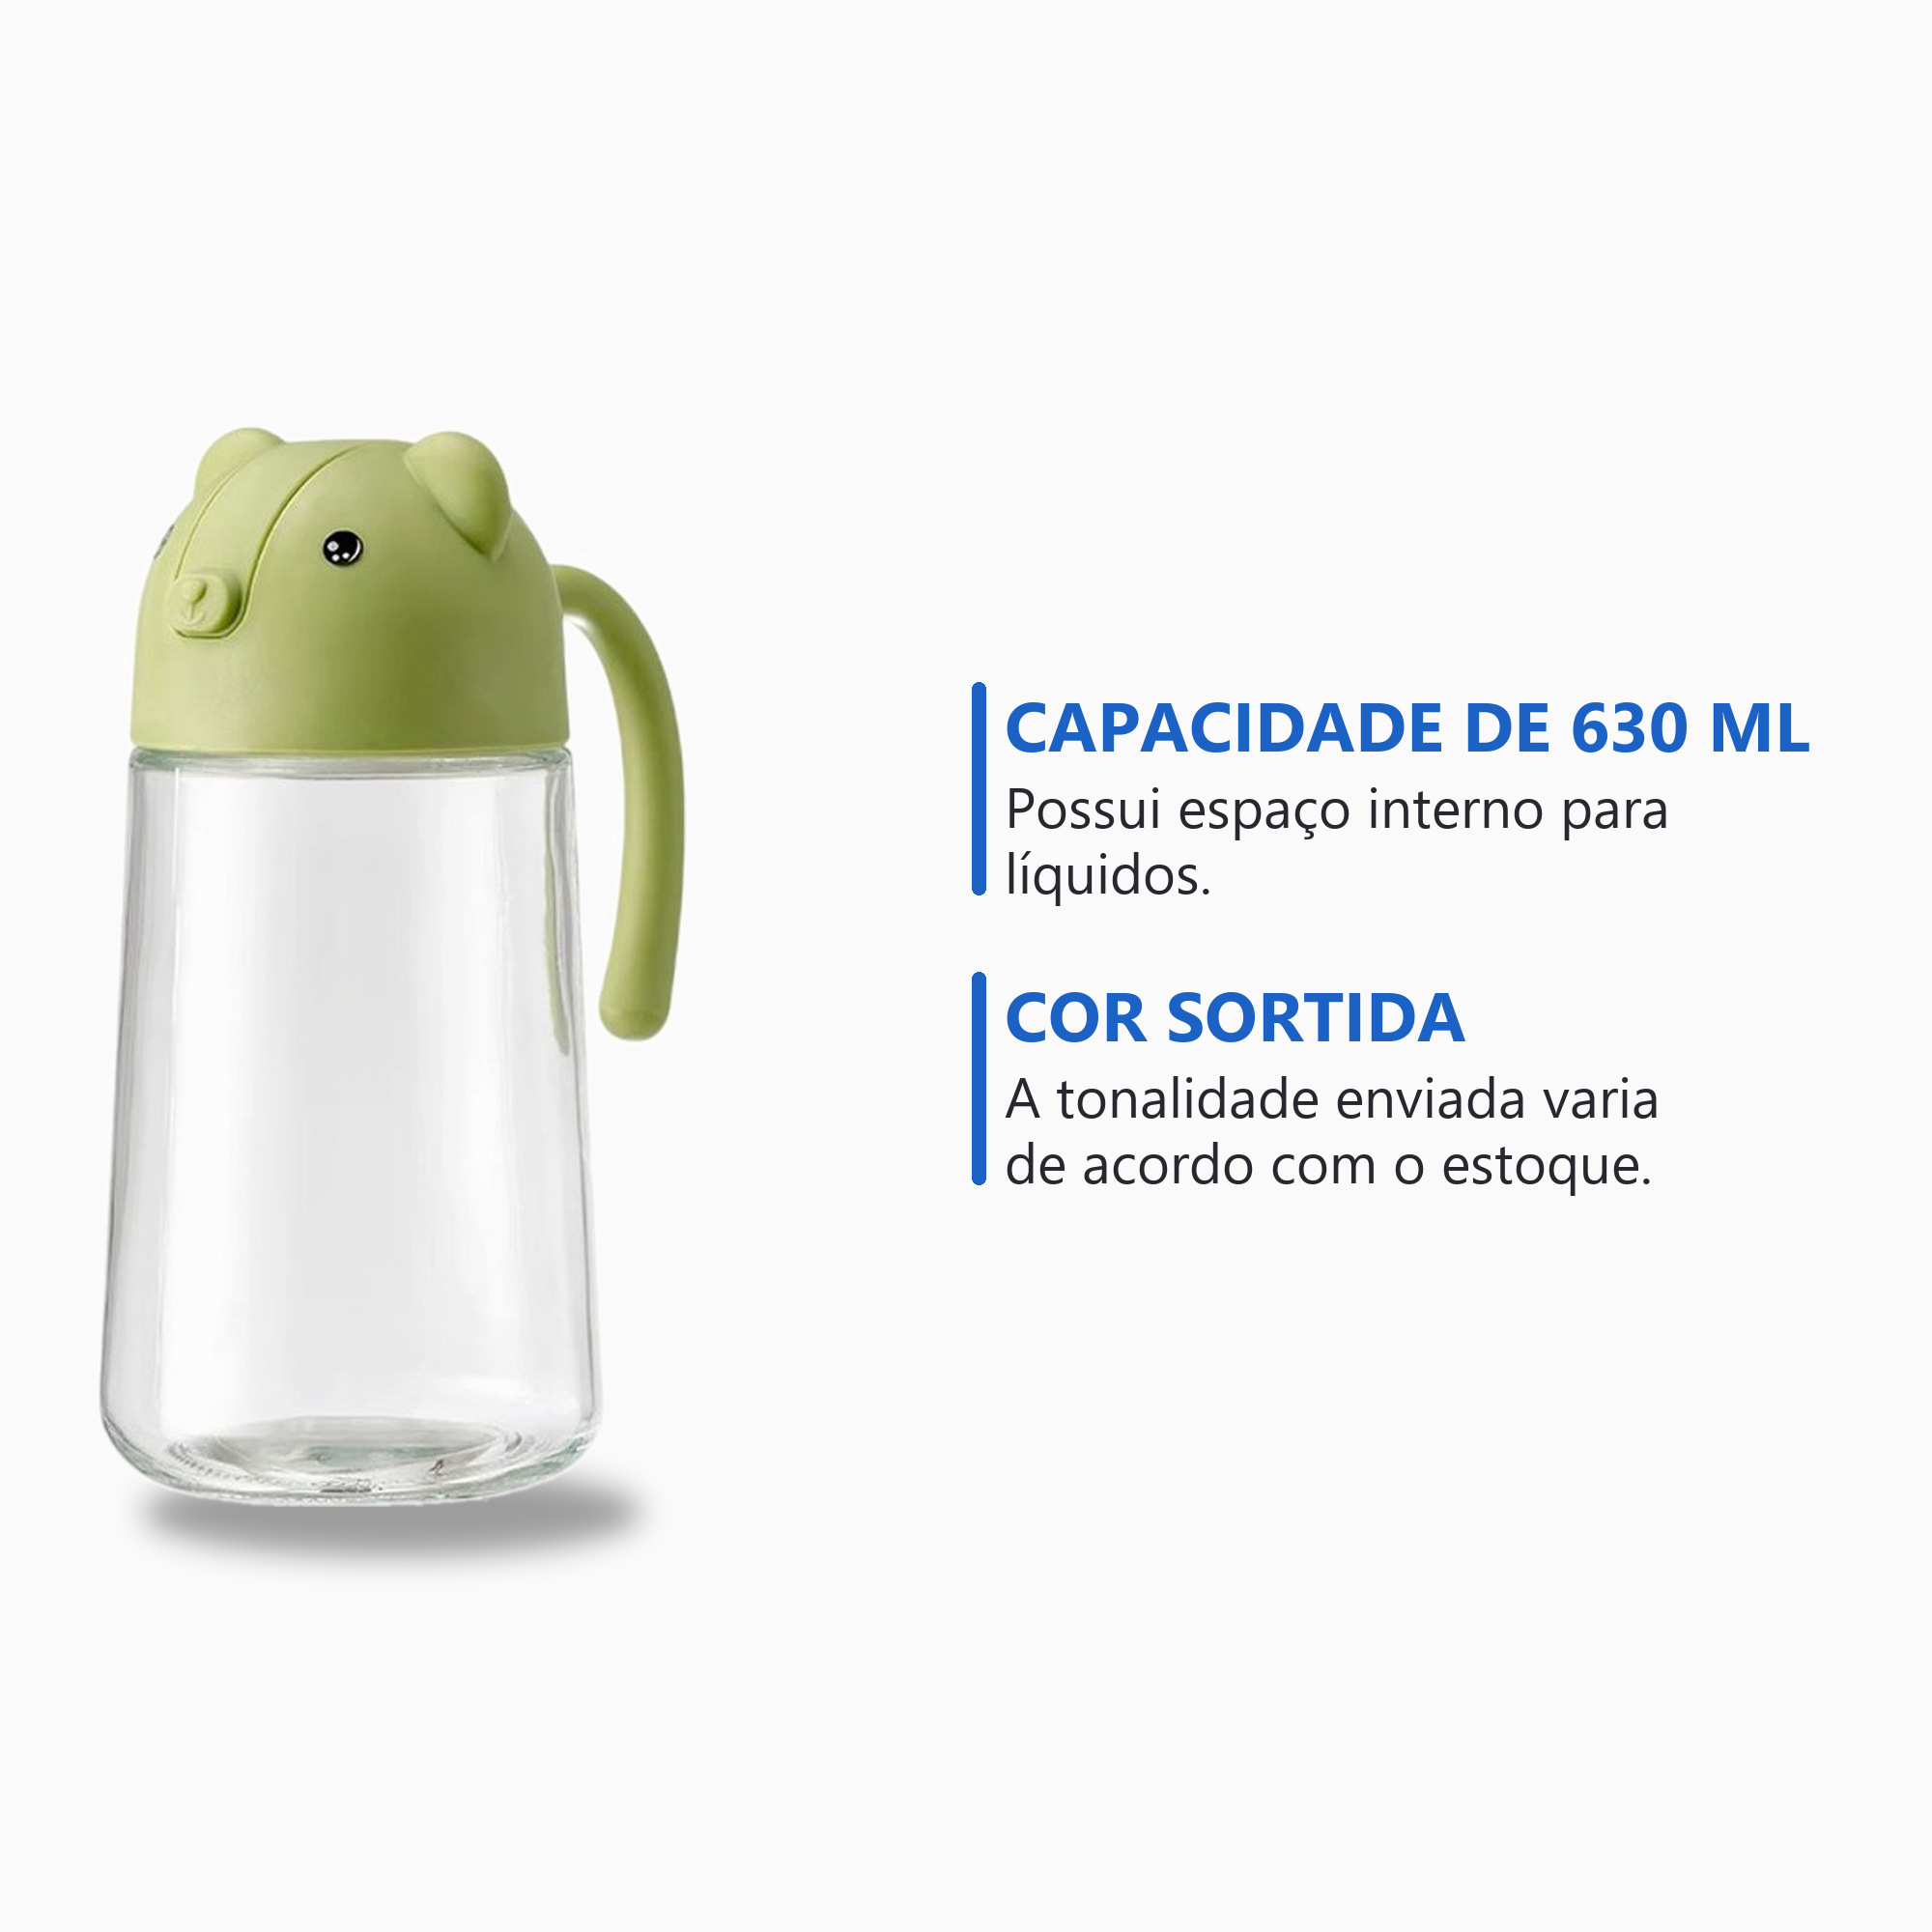 CAPACIDADE DE 630 ML
Possui espaço interno para
líquidos.
COR SORTIDA
A tonalidade enviada varia
de acordo com o estoque.